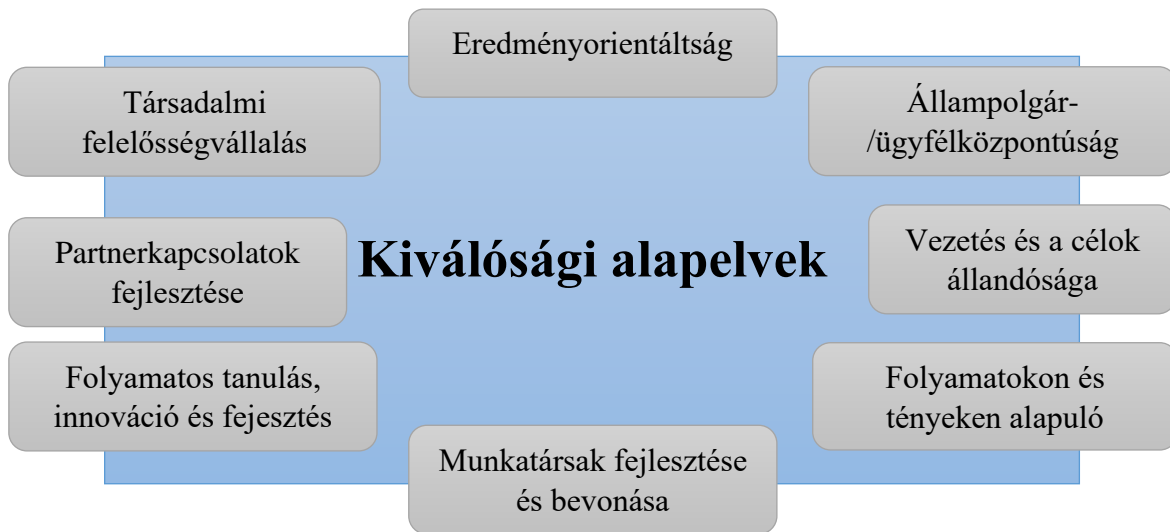 Eredményorientáltság
Társadalmi
felelősségvállalás
Állampolgár-
/ügyfélközpontúság
Partnerkapcsolatok
fejlesztése
Kiválósági alapelvek
Vezetés és a célok
állandósága
Folyamatos tanulás,
innováció és fejesztés
Folyamatokon és
tényeken alapuló
Munkatársak fejlesztése
és bevonása